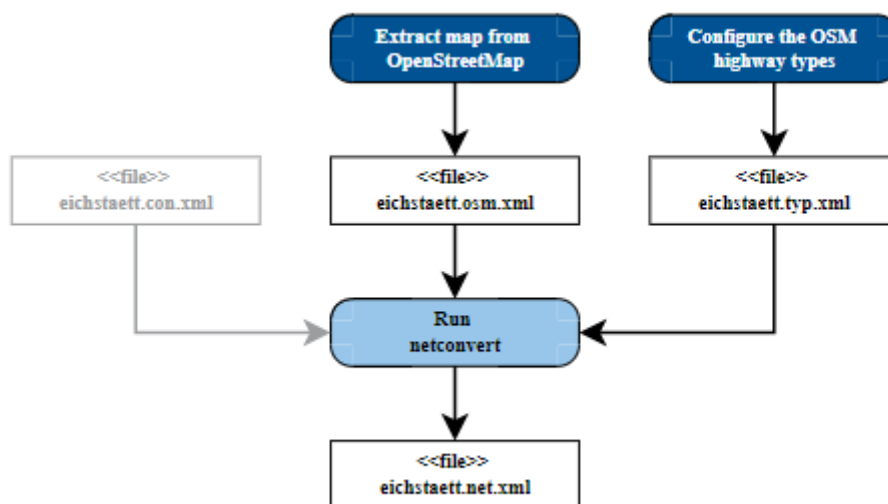 Extract map from
OpenStreetMap
Configure the OSM
highway types
<<file>>
eichstaett.con.xml
<<file>>
eichstaett.osm.xml
<<file>>
eichstaett.typ.xml
Run
netconvert
<<file>>
eichstaett.net.xml